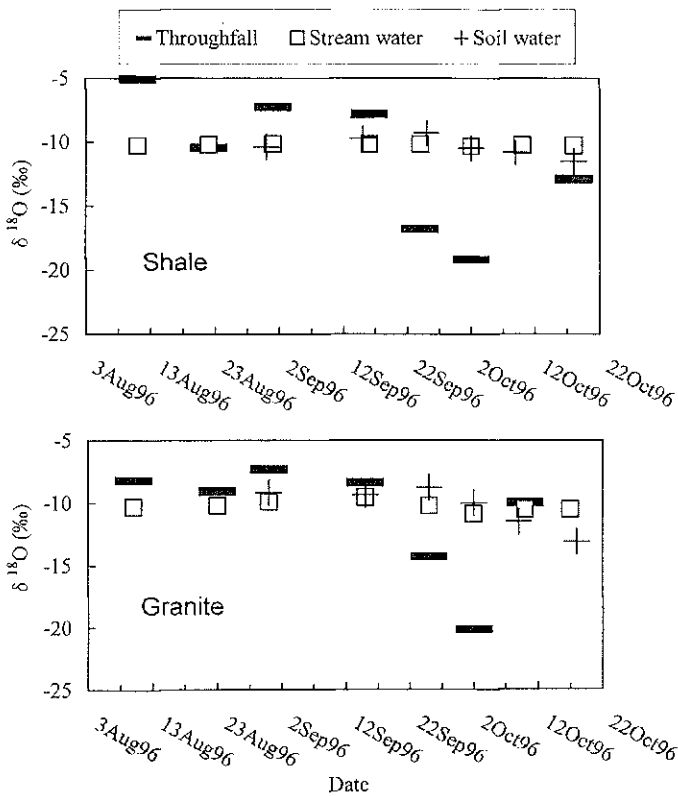 Throughfall Stream water Soil water
-5
-10
-15
-20
-25
δ ¹⁸O (‰)
Shale
3Aug96 13Aug96 23Aug96 2Sep96 12Sep96 22Sep96 2Oct96 12Oct96 22Oct96
-5
-10
-15
-20
-25
δ ¹⁸O (‰)
Granite
3Aug96 13Aug96 23Aug96 2Sep96 12Sep96 22Sep96 2Oct96 12Oct96 22Oct96
Date